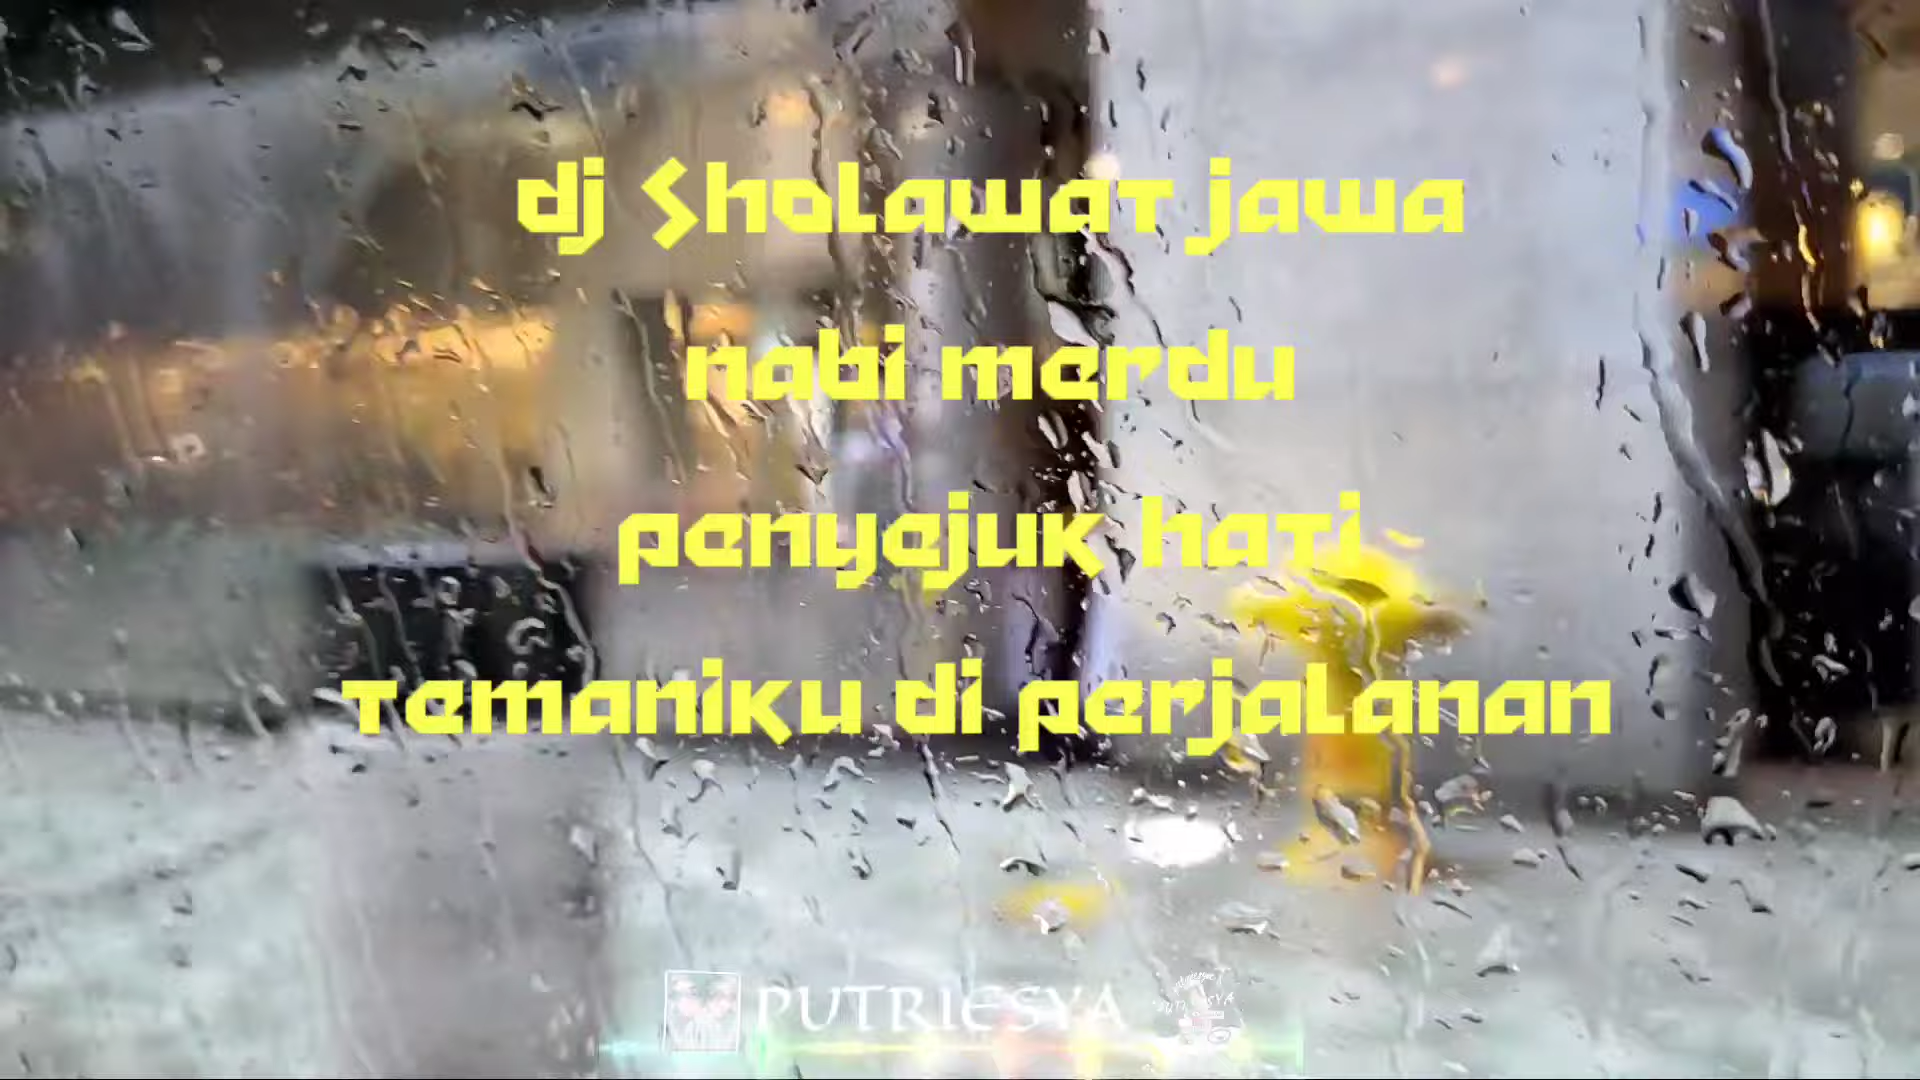 dj Sholawat jawa
nabi merdu
penyejuk hati
temaniku di perjalanan
PUTRIESYA